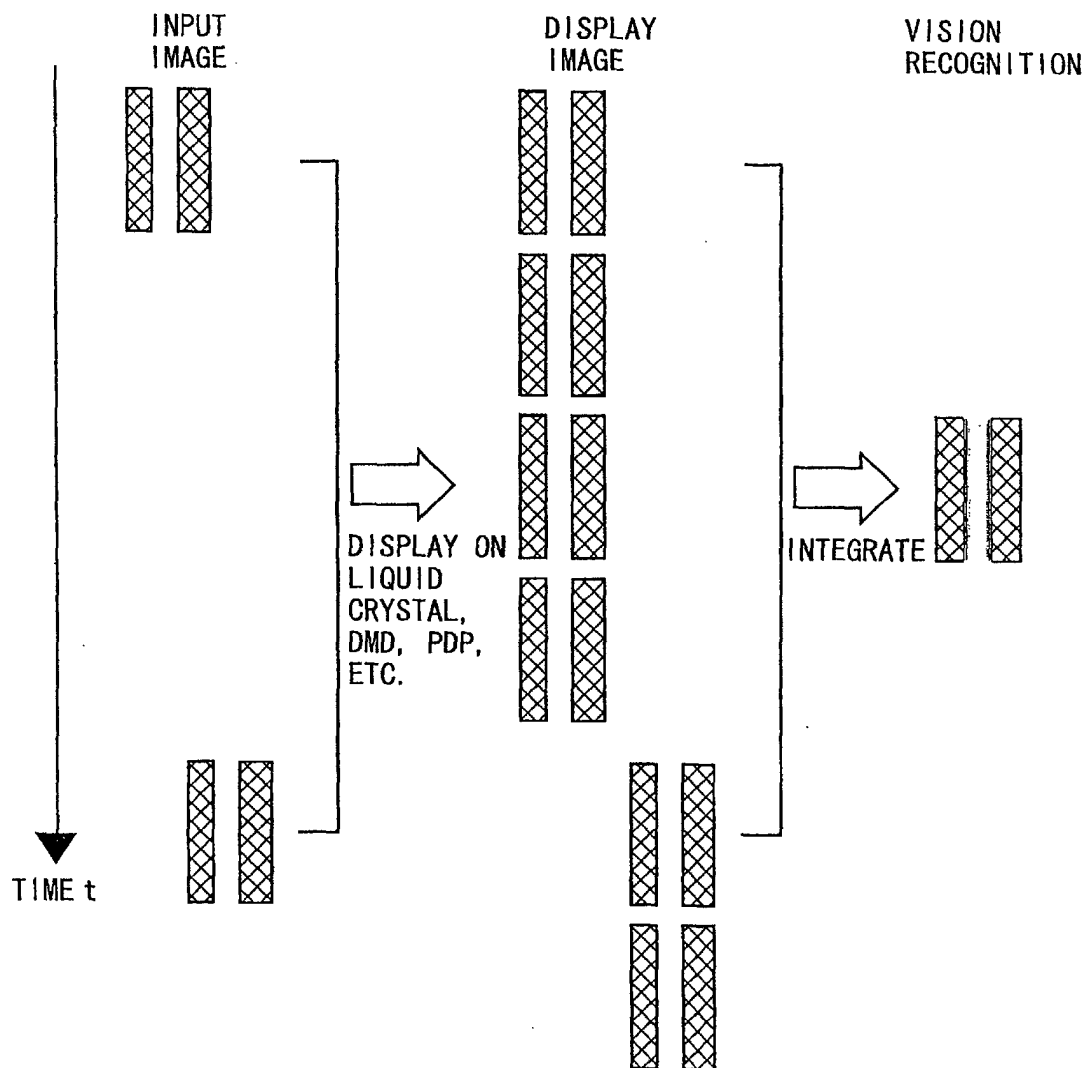 INPUT
IMAGE
DISPLAY
IMAGE
VISION
RECOGNITION
DISPLAY ON
LIQUID
CRYSTAL,
DMD, PDP,
ETC.
INTEGRATE
TIME t